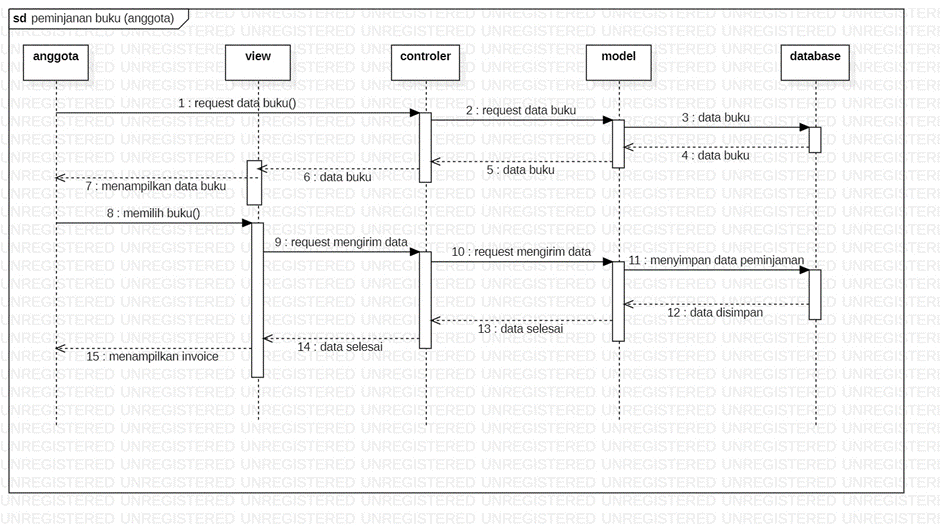 sd peminjanan buku (anggota)
anggota
view
controler
model
database
1 : request data buku()
2 : request data buku
3 : data buku
4 : data buku
5 : data buku
6 : data buku
7 : menampilkan data buku
8 : memilih buku()
9 : request mengirim data
10 : request mengirim data
11 : menyimpan data peminjaman
12 : data disimpan
13 : data selesai
14 : data selesai
15 : menampilkan invoice
UNREGISTERED